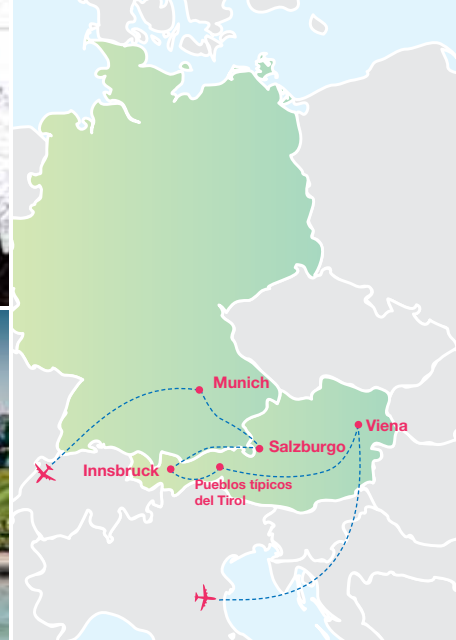 Munich
Viena
Salzburgo
Innsbruck
Pueblos típicos
del Tirol